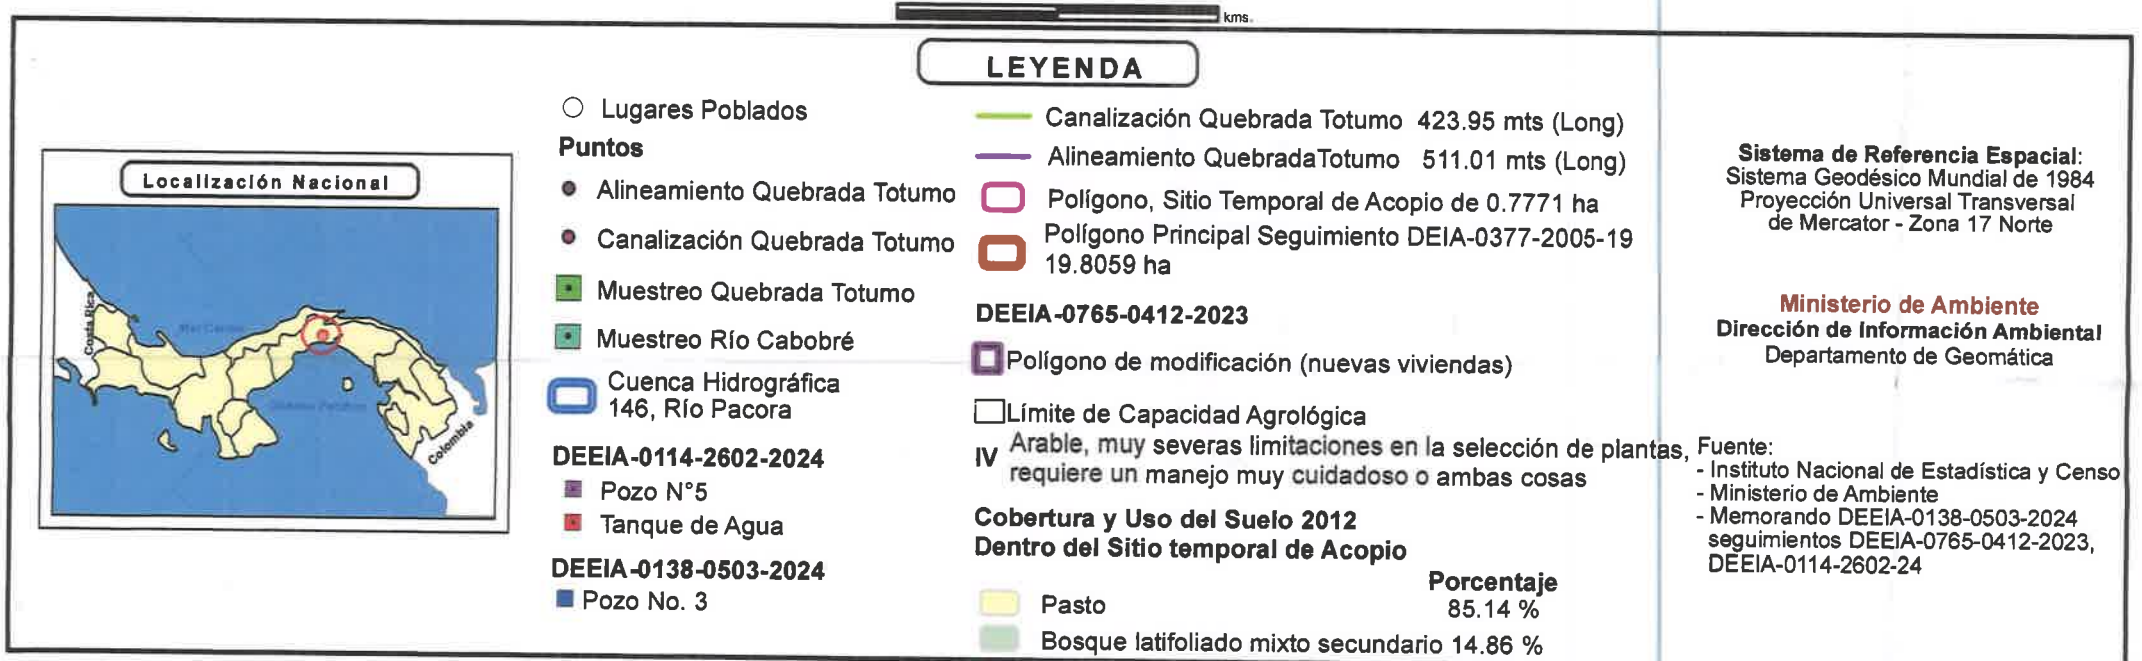 kms.
LEYENDA
Localización Nacional
Costa Rica
Mar Caribe
Colombia
Lugares Poblados
Puntos
Alineamiento Quebrada Totumo
Canalización Quebrada Totumo
Muestreo Quebrada Totumo
Muestreo Río Cabobré
Cuenca Hidrográfica
146, Río Pacora
DEEIA-0114-2602-2024
Pozo N°5
Tanque de Agua
DEEIA-0138-0503-2024
Pozo No. 3
Canalización Quebrada Totumo 423.95 mts (Long)
Alineamiento QuebradaTotumo 511.01 mts (Long)
Polígono, Sitio Temporal de Acopio de 0.7771 ha
Polígono Principal Seguimiento DEIA-0377-2005-19
19.8059 ha
DEEIA-0765-0412-2023
Polígono de modificación (nuevas viviendas)
Límite de Capacidad Agrológica
IV Arable, muy severas limitaciones en la selección de plantas,
requiere un manejo muy cuidadoso o ambas cosas
Cobertura y Uso del Suelo 2012
Dentro del Sitio temporal de Acopio
Porcentaje
Pasto 85.14 %
Bosque latifoliado mixto secundario 14.86 %
Sistema de Referencia Espacial:
Sistema Geodésico Mundial de 1984
Proyección Universal Transversal
de Mercator - Zona 17 Norte
Ministerio de Ambiente
Dirección de Información Ambiental
Departamento de Geomática
Fuente:
- Instituto Nacional de Estadística y Censo
- Ministerio de Ambiente
- Memorando DEEIA-0138-0503-2024
seguimientos DEEIA-0765-0412-2023,
DEEIA-0114-2602-24